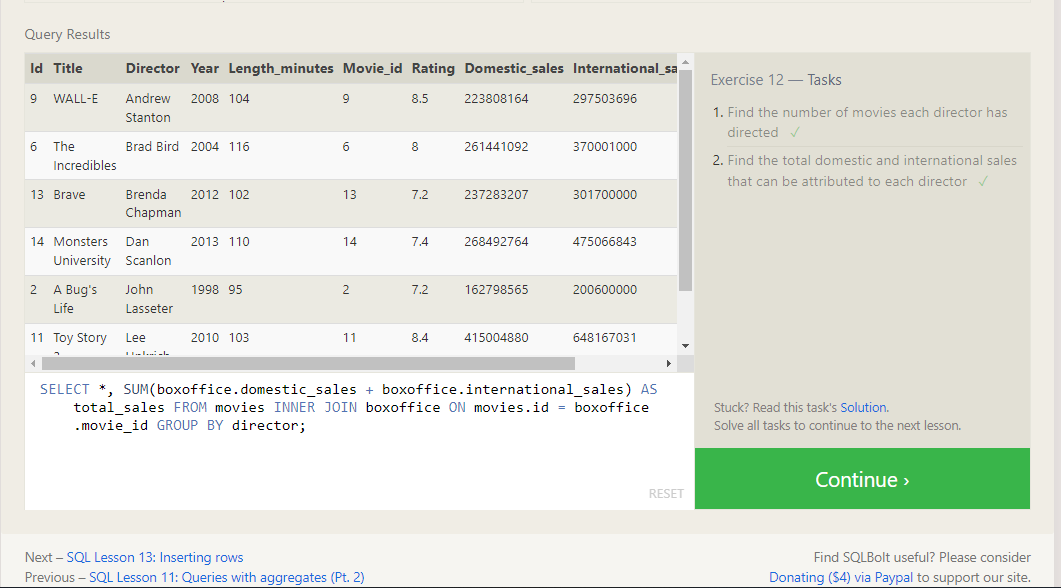 Query Results
Id Title Director Year Length_minutes Movie_id Rating Domestic_sales International_sa
9 WALL-E Andrew Stanton 2008 104 9 8.5 223808164 297503696
6 The Incredibles Brad Bird 2004 116 6 8 261441092 370001000
13 Brave Brenda Chapman 2012 102 13 7.2 237283207 301700000
14 Monsters University Dan Scanlon 2013 110 14 7.4 268492764 475066843
2 A Bug's Life John Lasseter 1998 95 2 7.2 162798565 200600000
11 Toy Story Lee 2010 103 11 8.4 415004880 648167031
SELECT *, SUM(boxoffice.domestic_sales + boxoffice.international_sales) AS
total_sales FROM movies INNER JOIN boxoffice ON movies.id = boxoffice
.movie_id GROUP BY director;
RESET
Exercise 12 — Tasks
1. Find the number of movies each director has
directed ✓
2. Find the total domestic and international sales
that can be attributed to each director ✓
Stuck? Read this task's Solution.
Solve all tasks to continue to the next lesson.
Continue ›
Next – SQL Lesson 13: Inserting rows
Previous – SQL Lesson 11: Queries with aggregates (Pt. 2)
Find SQLBolt useful? Please consider
Donating ($4) via Paypal to support our site.